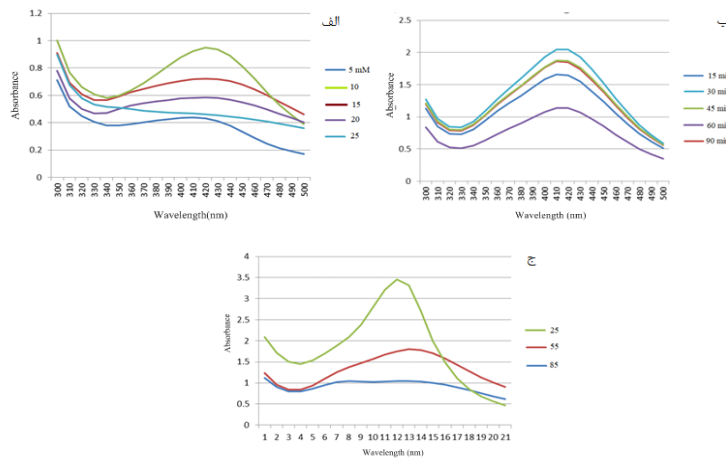 الف
1.2
1
0.8
0.6
0.4
0.2
0
Absorbance
300 310 320 330 340 350 360 370 380 390 400 410 420 430 440 450 460 470 480 490 500
Wavelength(nm)
5 mM
10
15
20
25
ب
2.5
2
1.5
1
0.5
0
Absorbance
300 310 320 330 340 350 360 370 380 390 400 410 420 430 440 450 460 470 480 490 500
Wavelength (nm)
15 mi
30 mi
45 mi
60 mi
90 mi
ج
4
3.5
3
2.5
2
1.5
1
0.5
0
Absorbance
1 2 3 4 5 6 7 8 9 10 11 12 13 14 15 16 17 18 19 20 21
Wavelength (nm)
25
55
85